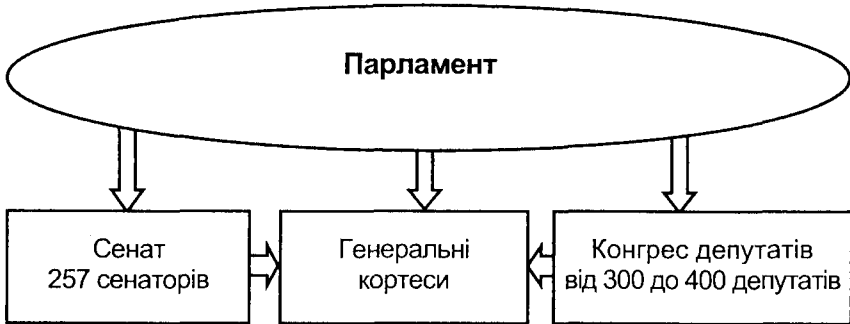 Парламент
Сенат
257 сенаторів
Генеральні
кортеси
Конгрес депутатів
від 300 до 400 депутатів